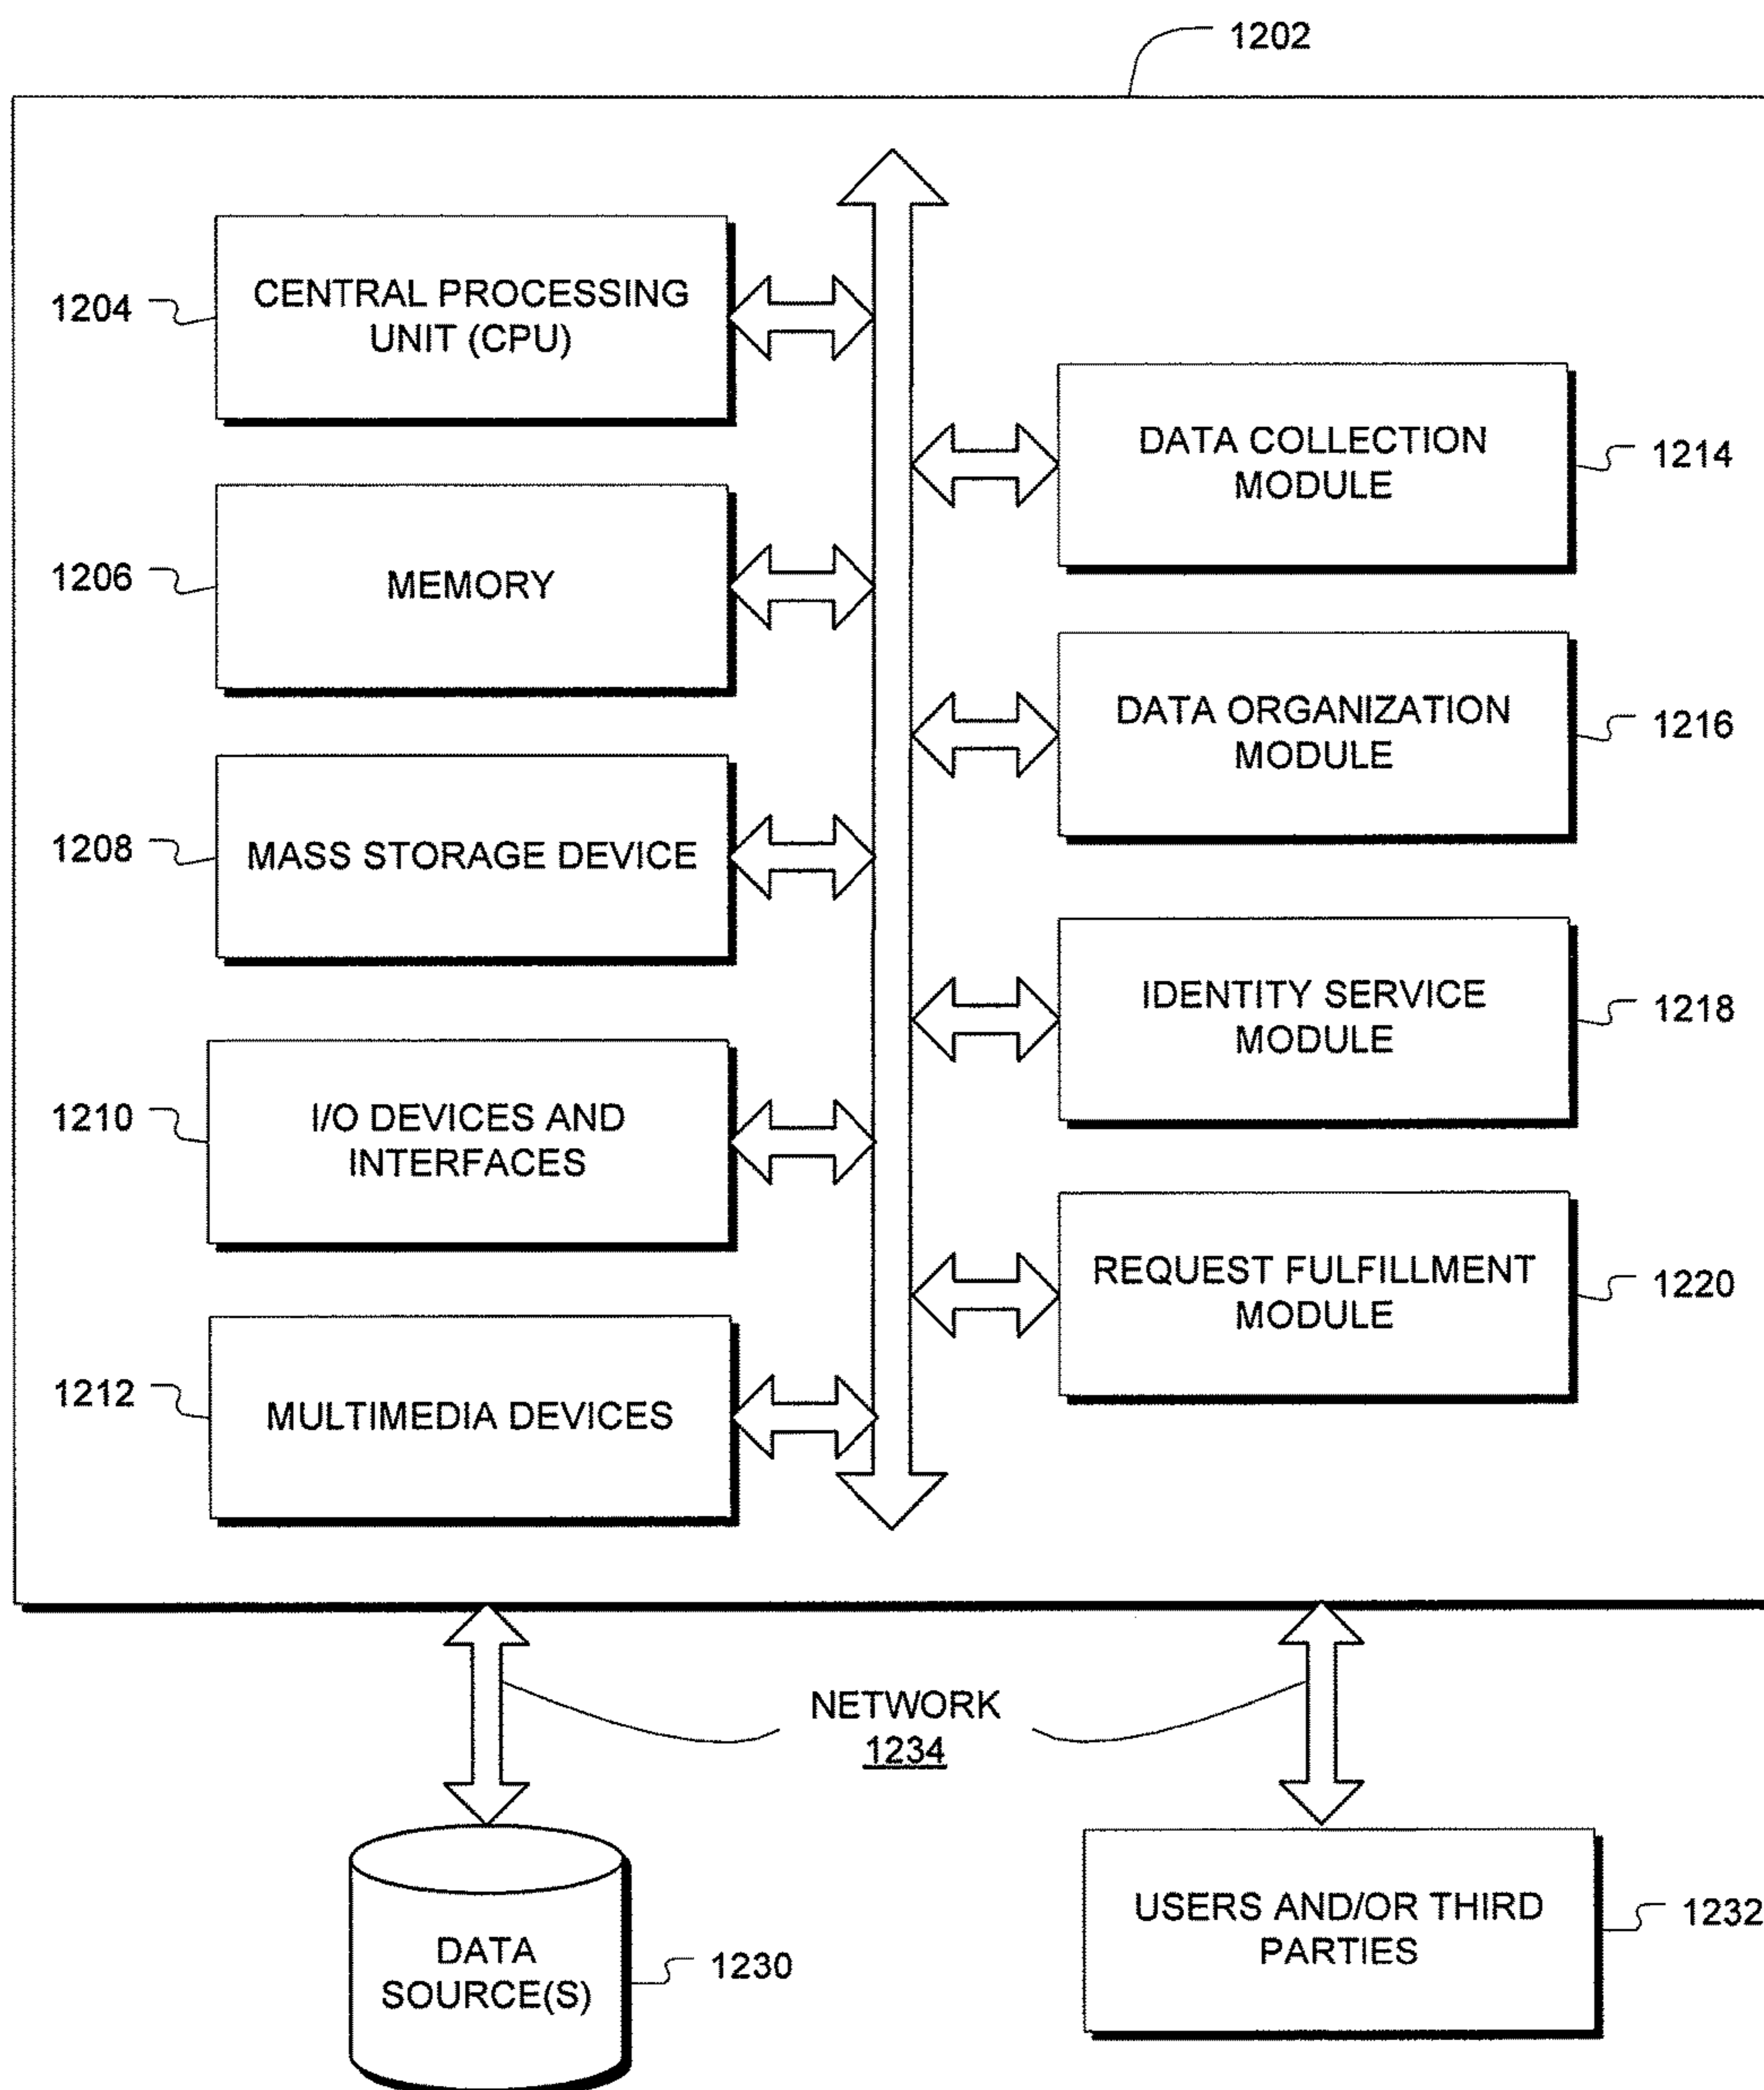 1202
1204
CENTRAL PROCESSING
UNIT (CPU)
1206
MEMORY
1208
MASS STORAGE DEVICE
1210
I/O DEVICES AND
INTERFACES
1212
MULTIMEDIA DEVICES
DATA COLLECTION
MODULE
1214
DATA ORGANIZATION
MODULE
1216
IDENTITY SERVICE
MODULE
1218
REQUEST FULFILLMENT
MODULE
1220
NETWORK
1234
DATA
SOURCE(S)
1230
USERS AND/OR THIRD
PARTIES
1232